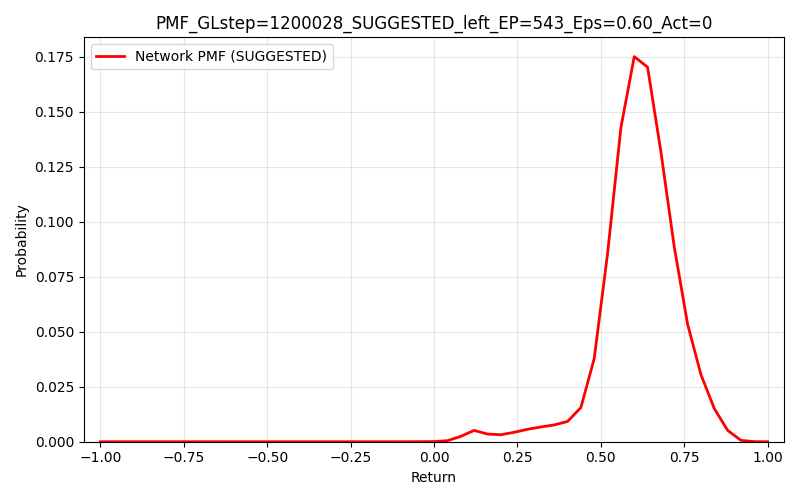 PMF_GLstep=1200028_SUGGESTED_left_EP=543_Eps=0.60_Act=0
Network PMF (SUGGESTED)
Probability
0.175
0.150
0.125
0.100
0.075
0.050
0.025
0.000
−1.00 −0.75 −0.50 −0.25 0.00 0.25 0.50 0.75 1.00
Return